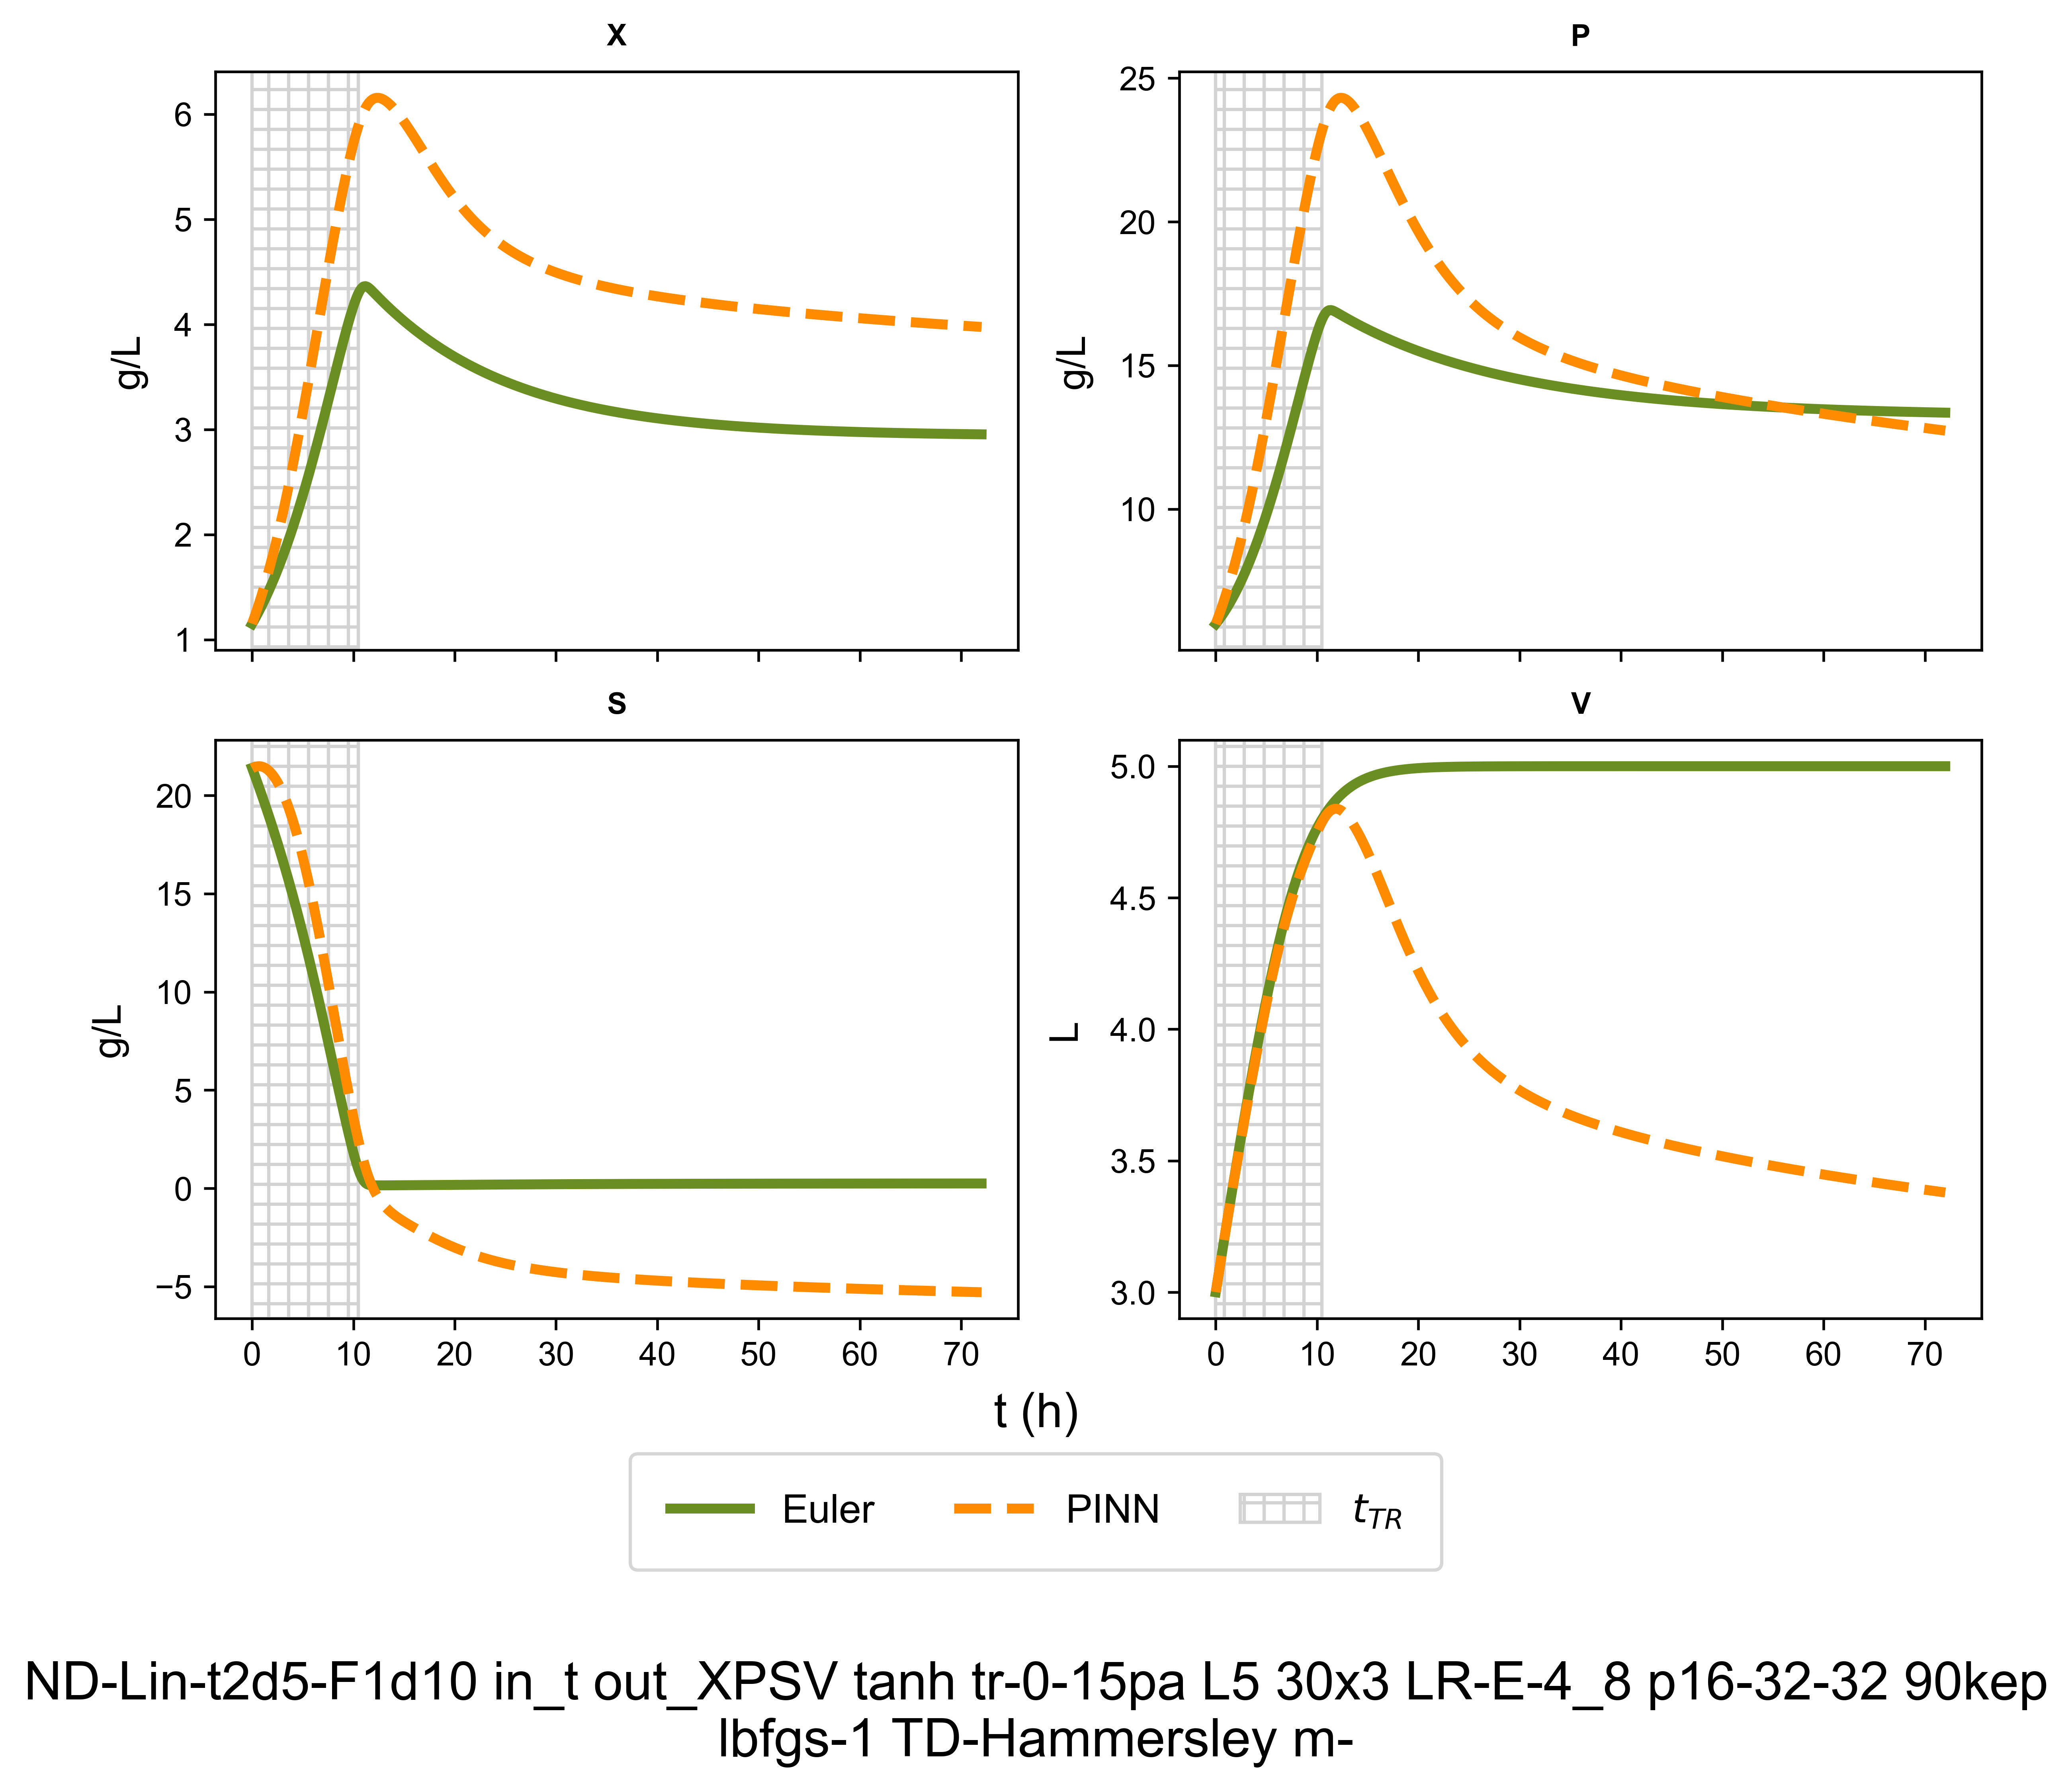 X
P
6
5
4
3
2
1
g/L
25
20
15
10
g/L
S
V
20
15
10
5
0
−5
g/L
5.0
4.5
4.0
3.5
3.0
L
0 10 20 30 40 50 60 70
0 10 20 30 40 50 60 70
t (h)
Euler PINN t_{TR}
ND-Lin-t2d5-F1d10 in_t out_XPSV tanh tr-0-15pa L5 30x3 LR-E-4_8 p16-32-32 90kep
lbfgs-1 TD-Hammersley m-